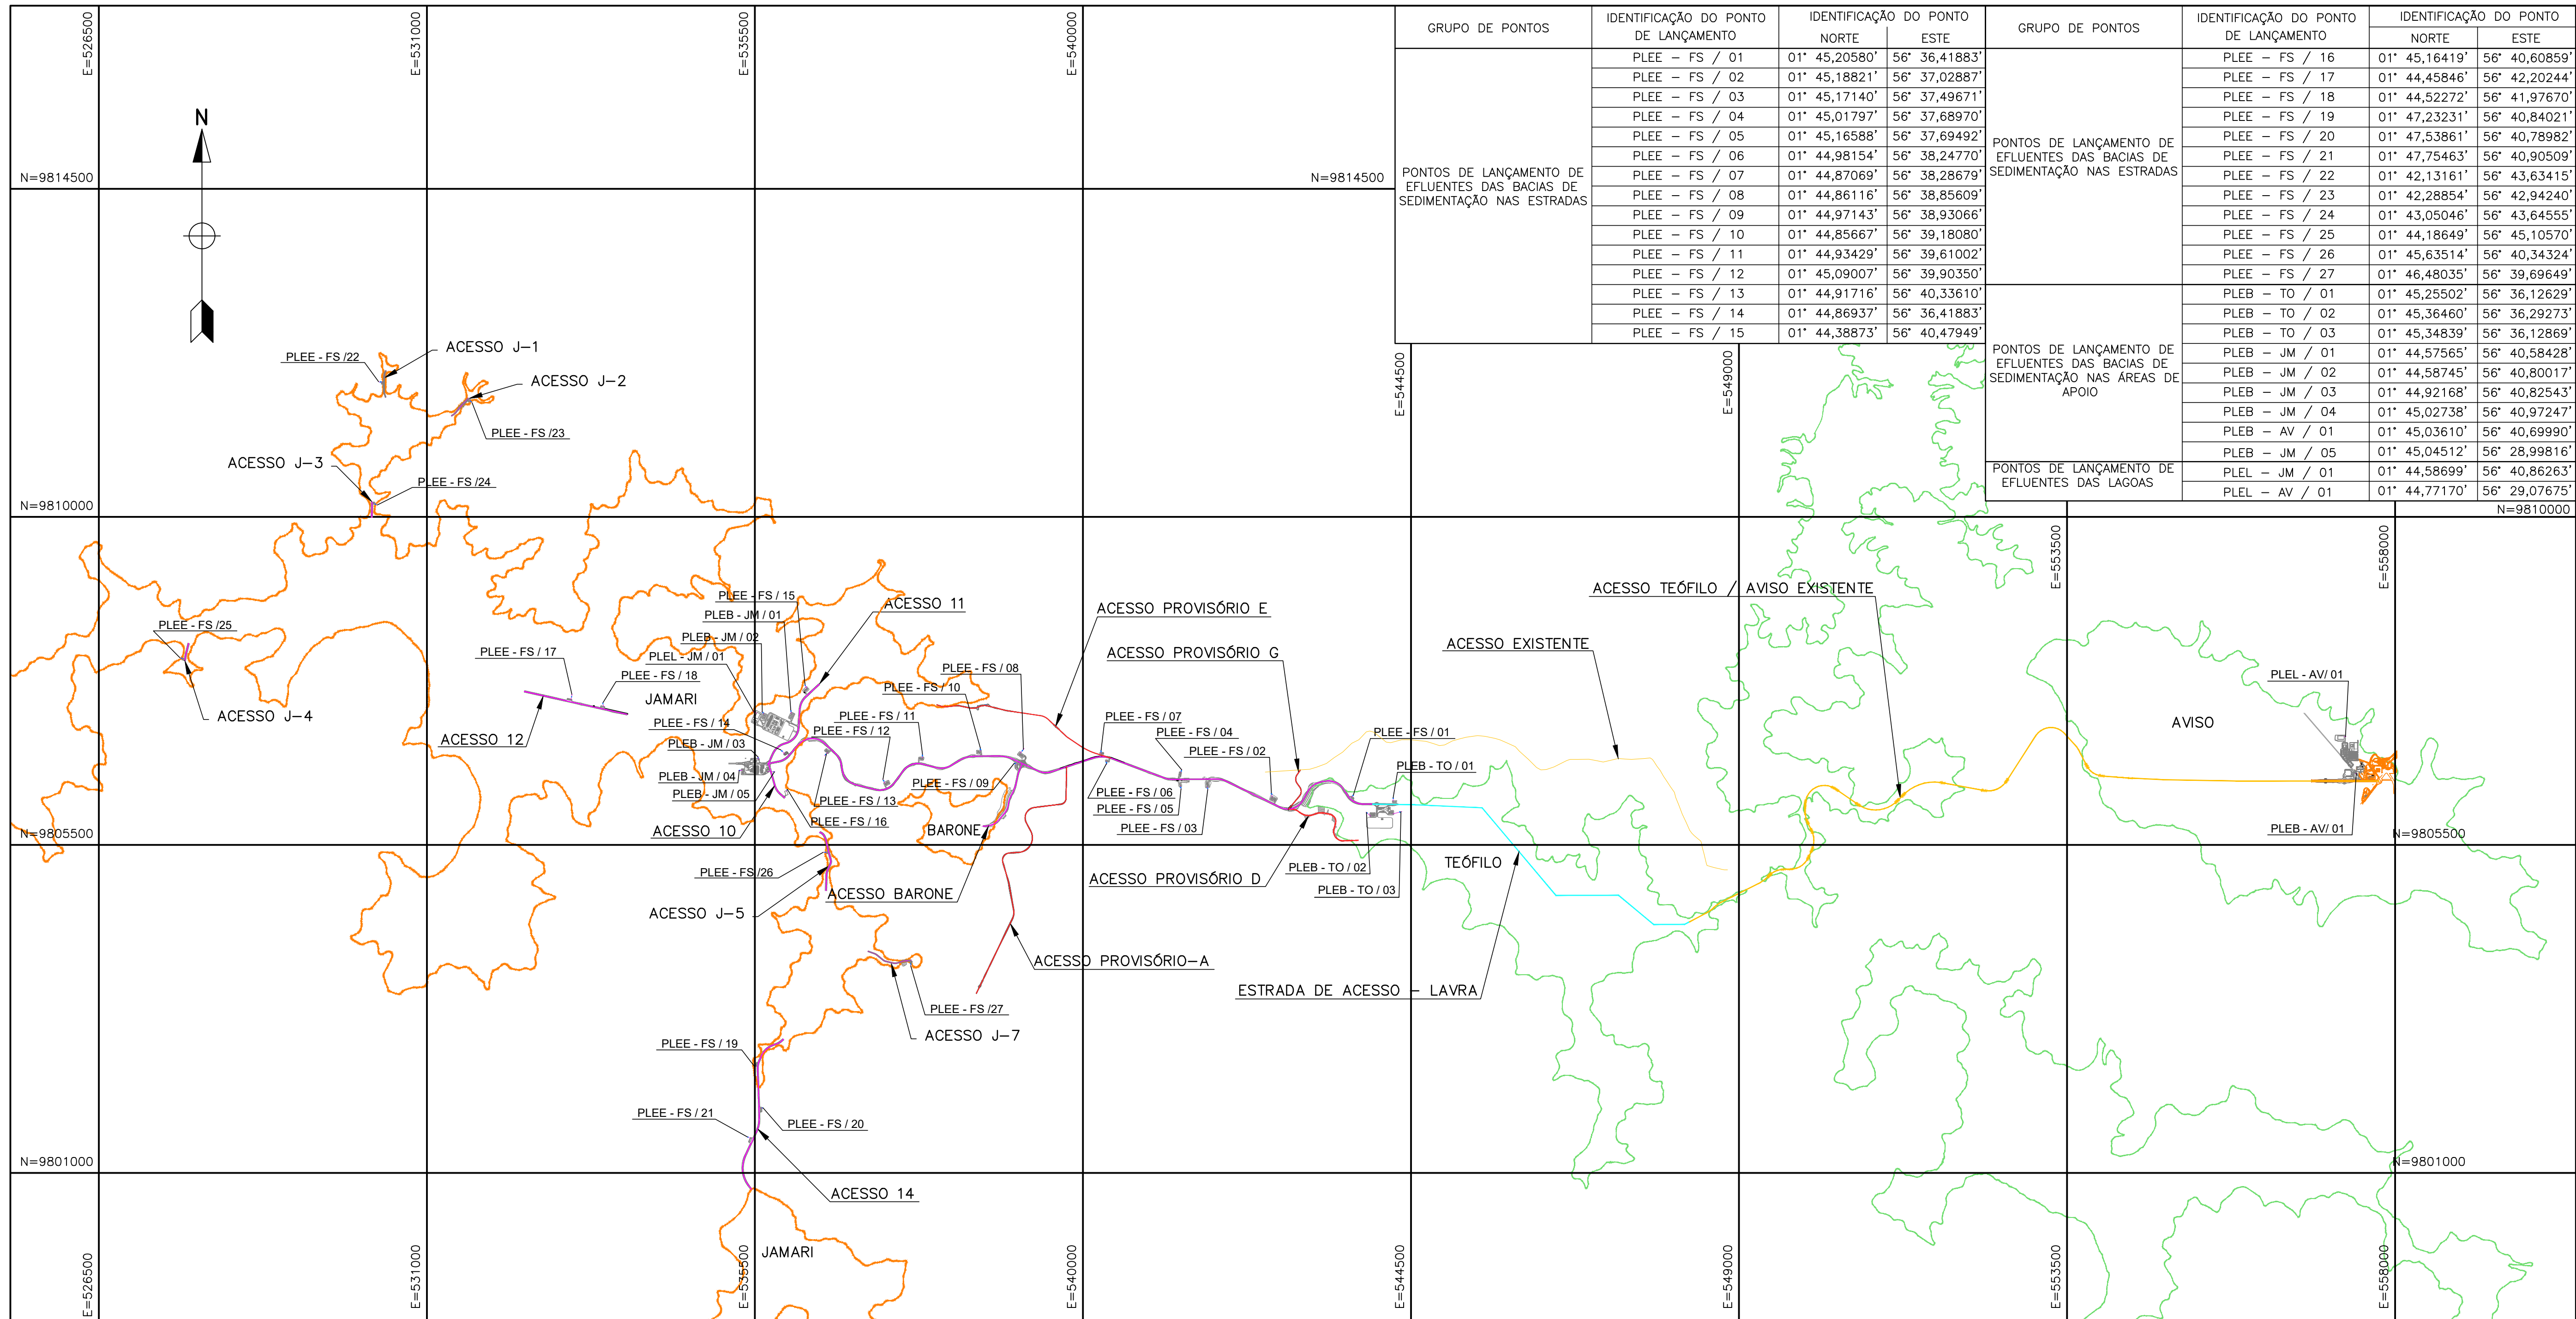 E=526500
E=531000
E=535500
E=540000
GRUPO DE PONTOS
IDENTIFICAÇÃO DO PONTO
DE LANÇAMENTO
IDENTIFICAÇÃO DO PONTO
NORTE ESTE
PLEE – FS / 01 01° 45,20580' 56° 36,41883'
PLEE – FS / 02 01° 45,18821' 56° 37,02887'
PLEE – FS / 03 01° 45,17140' 56° 37,49671'
PLEE – FS / 04 01° 45,01797' 56° 37,68970'
PLEE – FS / 05 01° 45,16588' 56° 37,69492'
PLEE – FS / 06 01° 44,98154' 56° 38,24770'
PLEE – FS / 07 01° 44,87069' 56° 38,28679'
PLEE – FS / 08 01° 44,86116' 56° 38,85609'
PLEE – FS / 09 01° 44,97143' 56° 38,93066'
PLEE – FS / 10 01° 44,85667' 56° 39,18080'
PLEE – FS / 11 01° 44,93429' 56° 39,61002'
PLEE – FS / 12 01° 45,09007' 56° 39,90350'
PLEE – FS / 13 01° 44,91716' 56° 40,33610'
PLEE – FS / 14 01° 44,86937' 56° 36,41883'
PLEE – FS / 15 01° 44,38873' 56° 40,47949'
PONTOS DE LANÇAMENTO DE
EFLUENTES DAS BACIAS DE
SEDIMENTAÇÃO NAS ESTRADAS
GRUPO DE PONTOS
IDENTIFICAÇÃO DO PONTO
DE LANÇAMENTO
IDENTIFICAÇÃO DO PONTO
NORTE ESTE
PLEE – FS / 16 01° 45,16419' 56° 40,60859'
PLEE – FS / 17 01° 44,45846' 56° 42,20244'
PLEE – FS / 18 01° 44,52272' 56° 41,97670'
PLEE – FS / 19 01° 47,23231' 56° 40,84021'
PLEE – FS / 20 01° 47,53861' 56° 40,78982'
PLEE – FS / 21 01° 47,75463' 56° 40,90509'
PLEE – FS / 22 01° 42,13161' 56° 43,63415'
PLEE – FS / 23 01° 42,28854' 56° 42,94240'
PLEE – FS / 24 01° 43,05046' 56° 43,64555'
PLEE – FS / 25 01° 44,18649' 56° 45,10570'
PLEE – FS / 26 01° 45,63514' 56° 40,34324'
PLEE – FS / 27 01° 46,48035' 56° 39,69649'
PONTOS DE LANÇAMENTO DE
EFLUENTES DAS BACIAS DE
SEDIMENTAÇÃO NAS ESTRADAS
PLEB – TO / 01 01° 45,25502' 56° 36,12629'
PLEB – TO / 02 01° 45,36460' 56° 36,29273'
PLEB – TO / 03 01° 45,34839' 56° 36,12869'
PLEB – JM / 01 01° 44,57565' 56° 40,58428'
PLEB – JM / 02 01° 44,58745' 56° 40,80017'
PLEB – JM / 03 01° 44,92168' 56° 40,82543'
PLEB – JM / 04 01° 45,02738' 56° 40,97247'
PLEB – AV / 01 01° 45,03610' 56° 40,69990'
PLEB – JM / 05 01° 45,04512' 56° 28,99816'
PONTOS DE LANÇAMENTO DE
EFLUENTES DAS BACIAS DE
SEDIMENTAÇÃO NAS ÁREAS DE
APOIO
PLEL – JM / 01 01° 44,58699' 56° 40,86263'
PLEL – AV / 01 01° 44,77170' 56° 29,07675'
PONTOS DE LANÇAMENTO DE
EFLUENTES DAS LAGOAS
N
N=9814500
N=9814500
ACESSO J–1
PLEE - FS /22
ACESSO J–2
PLEE - FS /23
ACESSO J–3
PLEE - FS /24
E=544500
E=549000
N=9810000
N=9810000
E=553500
E=558000
PLEE - FS / 15
ACESSO 11
PLEB - JM / 01
ACESSO PROVISÓRIO E
ACESSO TEÓFILO / AVISO EXISTENTE
PLEE - FS /25
PLEB - JM / 02
PLEE - FS / 17
PLEL - JM / 01
PLEE - FS / 18
JAMARI
PLEE - FS / 08
ACESSO PROVISÓRIO G
ACESSO EXISTENTE
PLEL - AV/ 01
PLEE - FS / 10
ACESSO J–4
ACESSO 12
PLEE - FS / 14
PLEE - FS / 11
PLEE - FS / 12
PLEE - FS / 07
PLEE - FS / 04
PLEE - FS / 02
PLEE - FS / 01
AVISO
PLEB - JM / 03
PLEB - JM / 04
PLEB - JM / 05
PLEE - FS / 09
PLEB - TO / 01
PLEE - FS / 13
PLEE - FS / 06
PLEE - FS / 05
PLEE - FS / 16
PLEE - FS / 03
N=9805500
ACESSO 10
BARONE
PLEB - AV/ 01
N=9805500
PLEE - FS /26
PLEB - TO / 02
TEÓFILO
ACESSO BARONE
ACESSO PROVISÓRIO D
PLEB - TO / 03
ACESSO J–5
ACESSO PROVISÓRIO–A
ESTRADA DE ACESSO – LAVRA
PLEE - FS /27
ACESSO J–7
PLEE - FS / 19
PLEE - FS / 21
PLEE - FS / 20
N=9801000
N=9801000
ACESSO 14
JAMARI
E=526500
E=531000
E=535500
E=540000
E=544500
E=549000
E=553500
E=558000